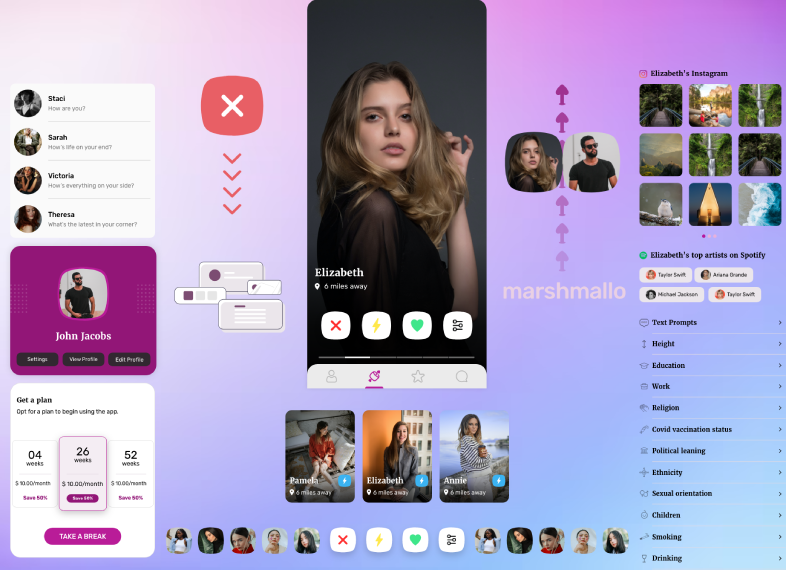 Staci
How are you?
Sarah
How's life on your end?
Victoria
How's everything on your side?
Theresa
What's the latest in your corner?
John Jacobs
Settings
View Profile
Edit Profile
Get a plan
Opt for a plan to begin using the app.
04
weeks
$ 10.00/month
Save 50%
26
weeks
$ 10.00/month
Save 50%
52
weeks
$ 10.00/month
Save 50%
TAKE A BREAK
Elizabeth
6 miles away
Pamela
6 miles away
Elizabeth
6 miles away
Annie
6 miles away
marshmallo
Elizabeth's Instagram
Elizabeth's top artists on Spotify
Taylor Swift
Ariana Grande
Michael Jackson
Taylor Swift
Text Prompts
Height
Education
Work
Religion
Covid vaccination status
Political leaning
Ethnicity
Sexual orientation
Children
Smoking
Drinking